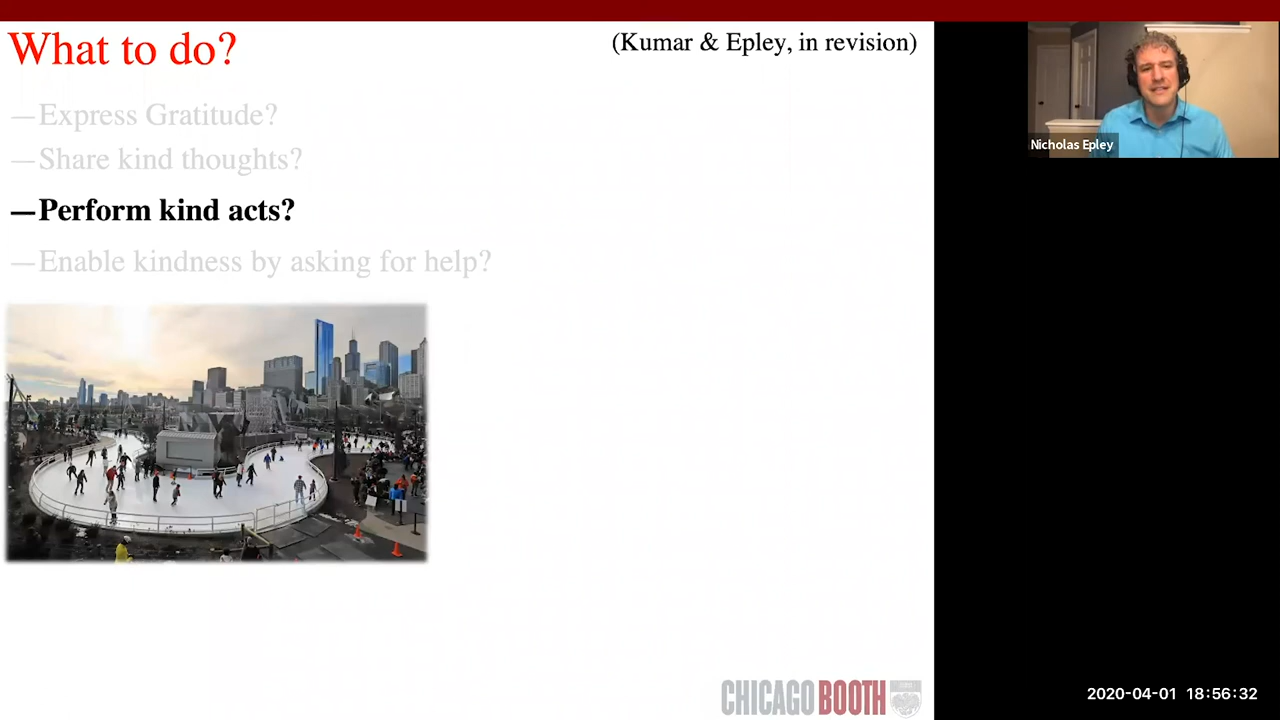 What to do?
(Kumar & Epley, in revision)
—Express Gratitude?
—Share kind thoughts?
—Perform kind acts?
—Enable kindness by asking for help?
Nicholas Epley
CHICAGO BOOTH
2020-04-01 18:56:32